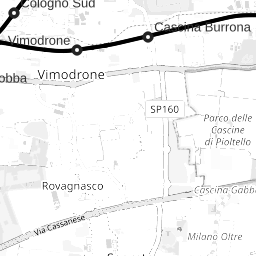 Cologno Sud
Cascina Burrona
Vimodrone
Vimodrone
obba
SP160
Parco delle
Cascine
di Pioltello
Rovagnasco
Cascina Gabba
Via Cassanese
Milano Oltre